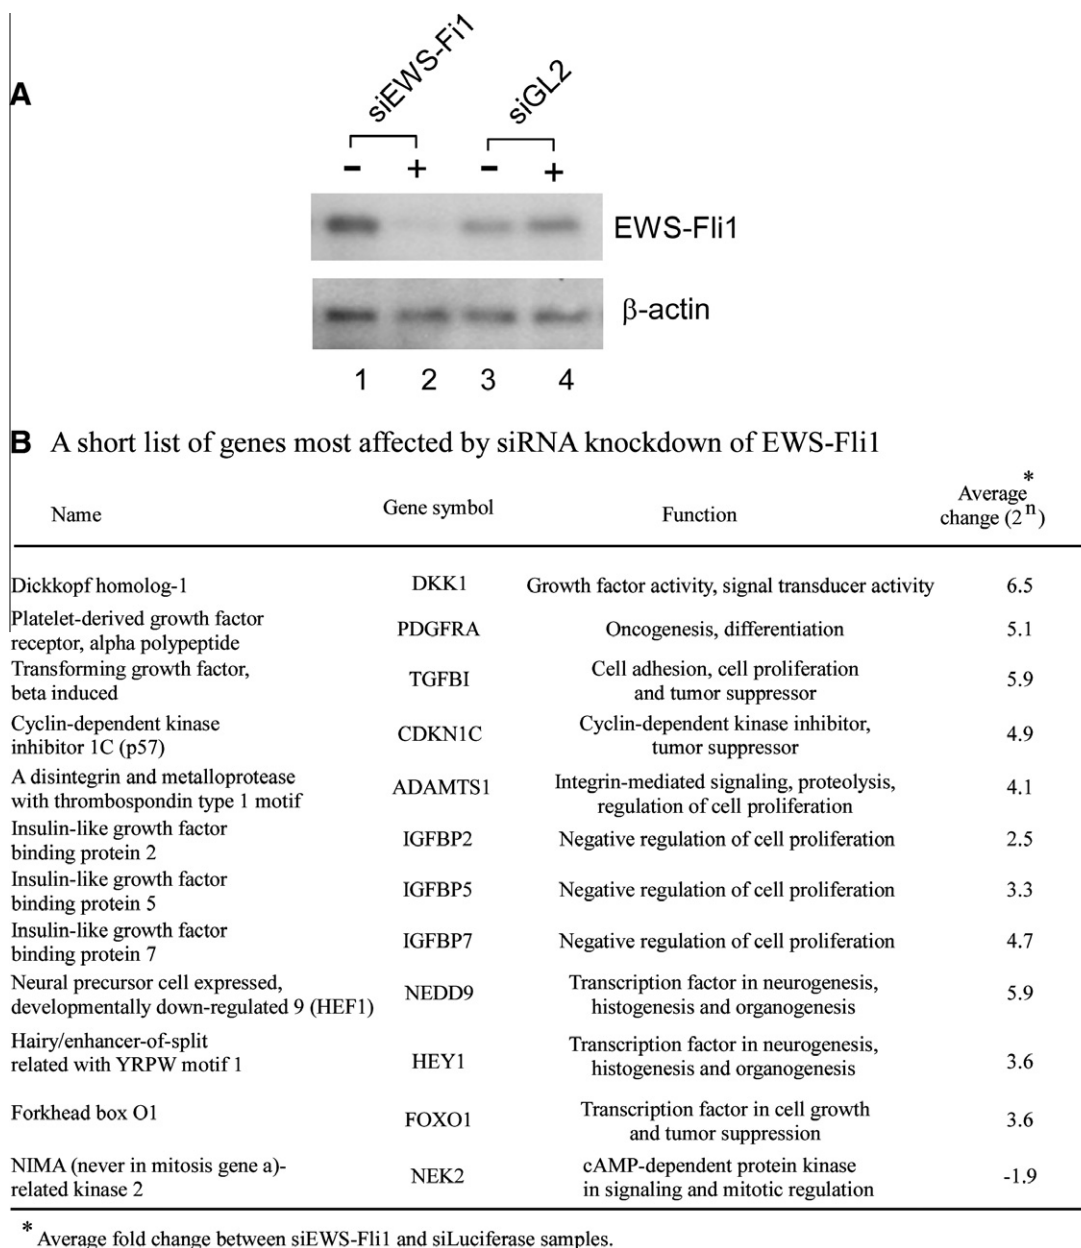 A
siEWS-Fi1
siGL2
− + − +
EWS-Fli1
β-actin
1 2 3 4
B A short list of genes most affected by siRNA knockdown of EWS-Fli1
Name Gene symbol Function Average* change (2^n)
Dickkopf homolog-1 DKK1 Growth factor activity, signal transducer activity 6.5
Platelet-derived growth factor
receptor, alpha polypeptide PDGFRA Oncogenesis, differentiation 5.1
Transforming growth factor,
beta induced TGFBI Cell adhesion, cell proliferation
and tumor suppressor 5.9
Cyclin-dependent kinase
inhibitor 1C (p57) CDKN1C Cyclin-dependent kinase inhibitor,
tumor suppressor 4.9
A disintegrin and metalloprotease
with thrombospondin type 1 motif ADAMTS1 Integrin-mediated signaling, proteolysis,
regulation of cell proliferation 4.1
Insulin-like growth factor
binding protein 2 IGFBP2 Negative regulation of cell proliferation 2.5
Insulin-like growth factor
binding protein 5 IGFBP5 Negative regulation of cell proliferation 3.3
Insulin-like growth factor
binding protein 7 IGFBP7 Negative regulation of cell proliferation 4.7
Neural precursor cell expressed,
developmentally down-regulated 9 (HEF1) NEDD9 Transcription factor in neurogenesis,
histogenesis and organogenesis 5.9
Hairy/enhancer-of-split
related with YRPW motif 1 HEY1 Transcription factor in neurogenesis,
histogenesis and organogenesis 3.6
Forkhead box O1 FOXO1 Transcription factor in cell growth
and tumor suppression 3.6
NIMA (never in mitosis gene a)-
related kinase 2 NEK2 cAMP-dependent protein kinase
in signaling and mitotic regulation -1.9
* Average fold change between siEWS-Fli1 and siLuciferase samples.